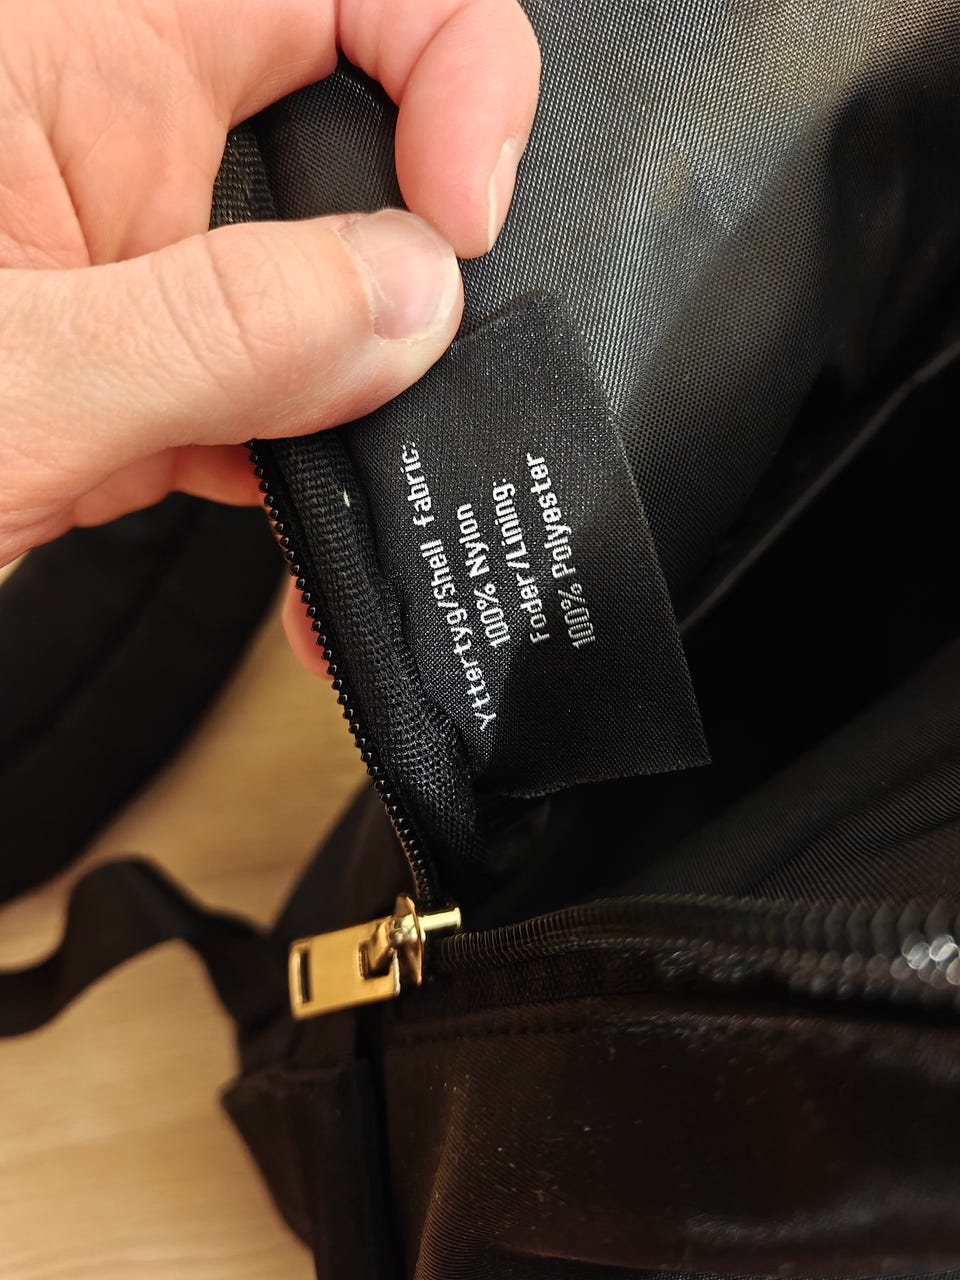 Yttertyg/Shell fabric:
100% Nylon
Foder/Lining:
100% Polyester